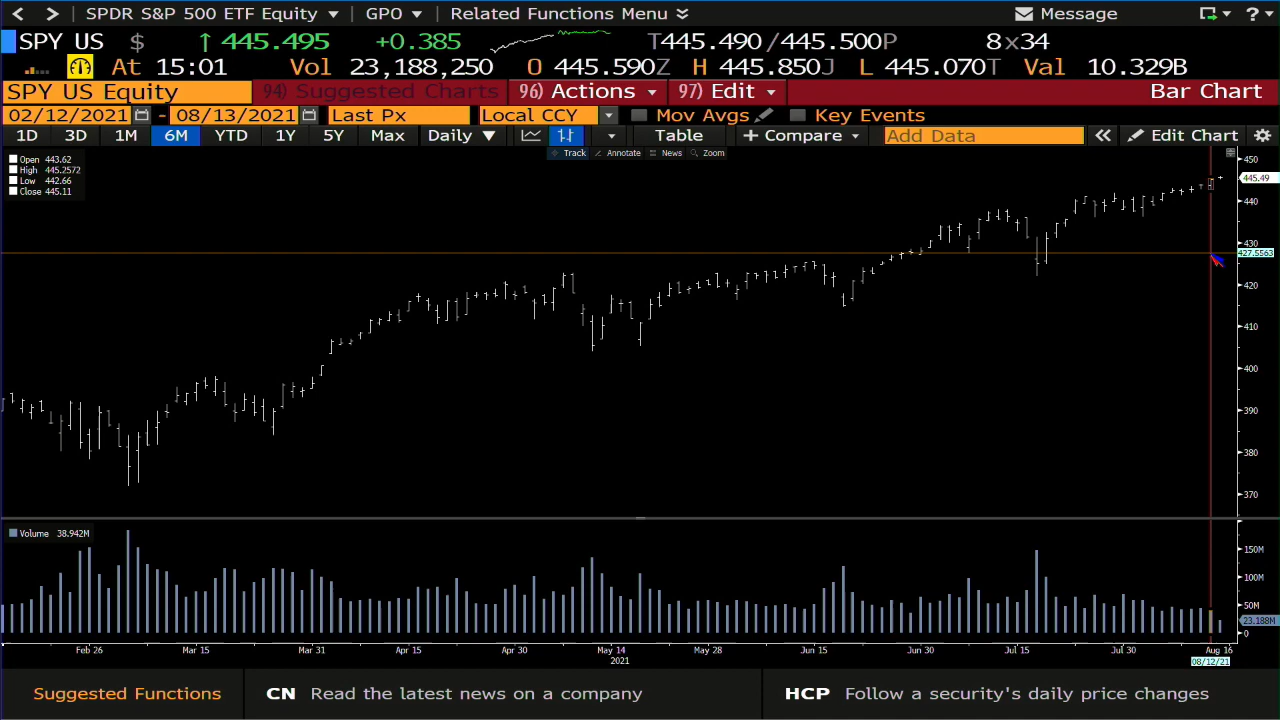 SPDR S&P 500 ETF Equity GPO Related Functions Menu Message ?
SPY US $ ↑ 445.495 +0.385 T445.490/445.500P 8x34
At 15:01 Vol 23,188,250 O 445.590Z H 445.850J L 445.070T Val 10.329B
SPY US Equity 94) Suggested Charts 96) Actions 97) Edit Bar Chart
02/12/2021 - 08/13/2021 Last Px Local CCY Mov Avgs Key Events
1D 3D 1M 6M YTD 1Y 5Y Max Daily ▼ Table + Compare Add Data « Edit Chart
Track Annotate News Zoom
Open 443.62
High 445.2572
Low 442.66
Close 445.11
450
445.49
440
430
427.5563
420
410
400
390
380
370
Volume 38.942M
150M
100M
50M
23.188M
0
Feb 26 Mar 15 Mar 31 Apr 15 Apr 30 May 14 May 28 Jun 15 Jun 30 Jul 15 Jul 30 Aug 16
2021
08/12/21
Suggested Functions CN Read the latest news on a company HCP Follow a security's daily price changes